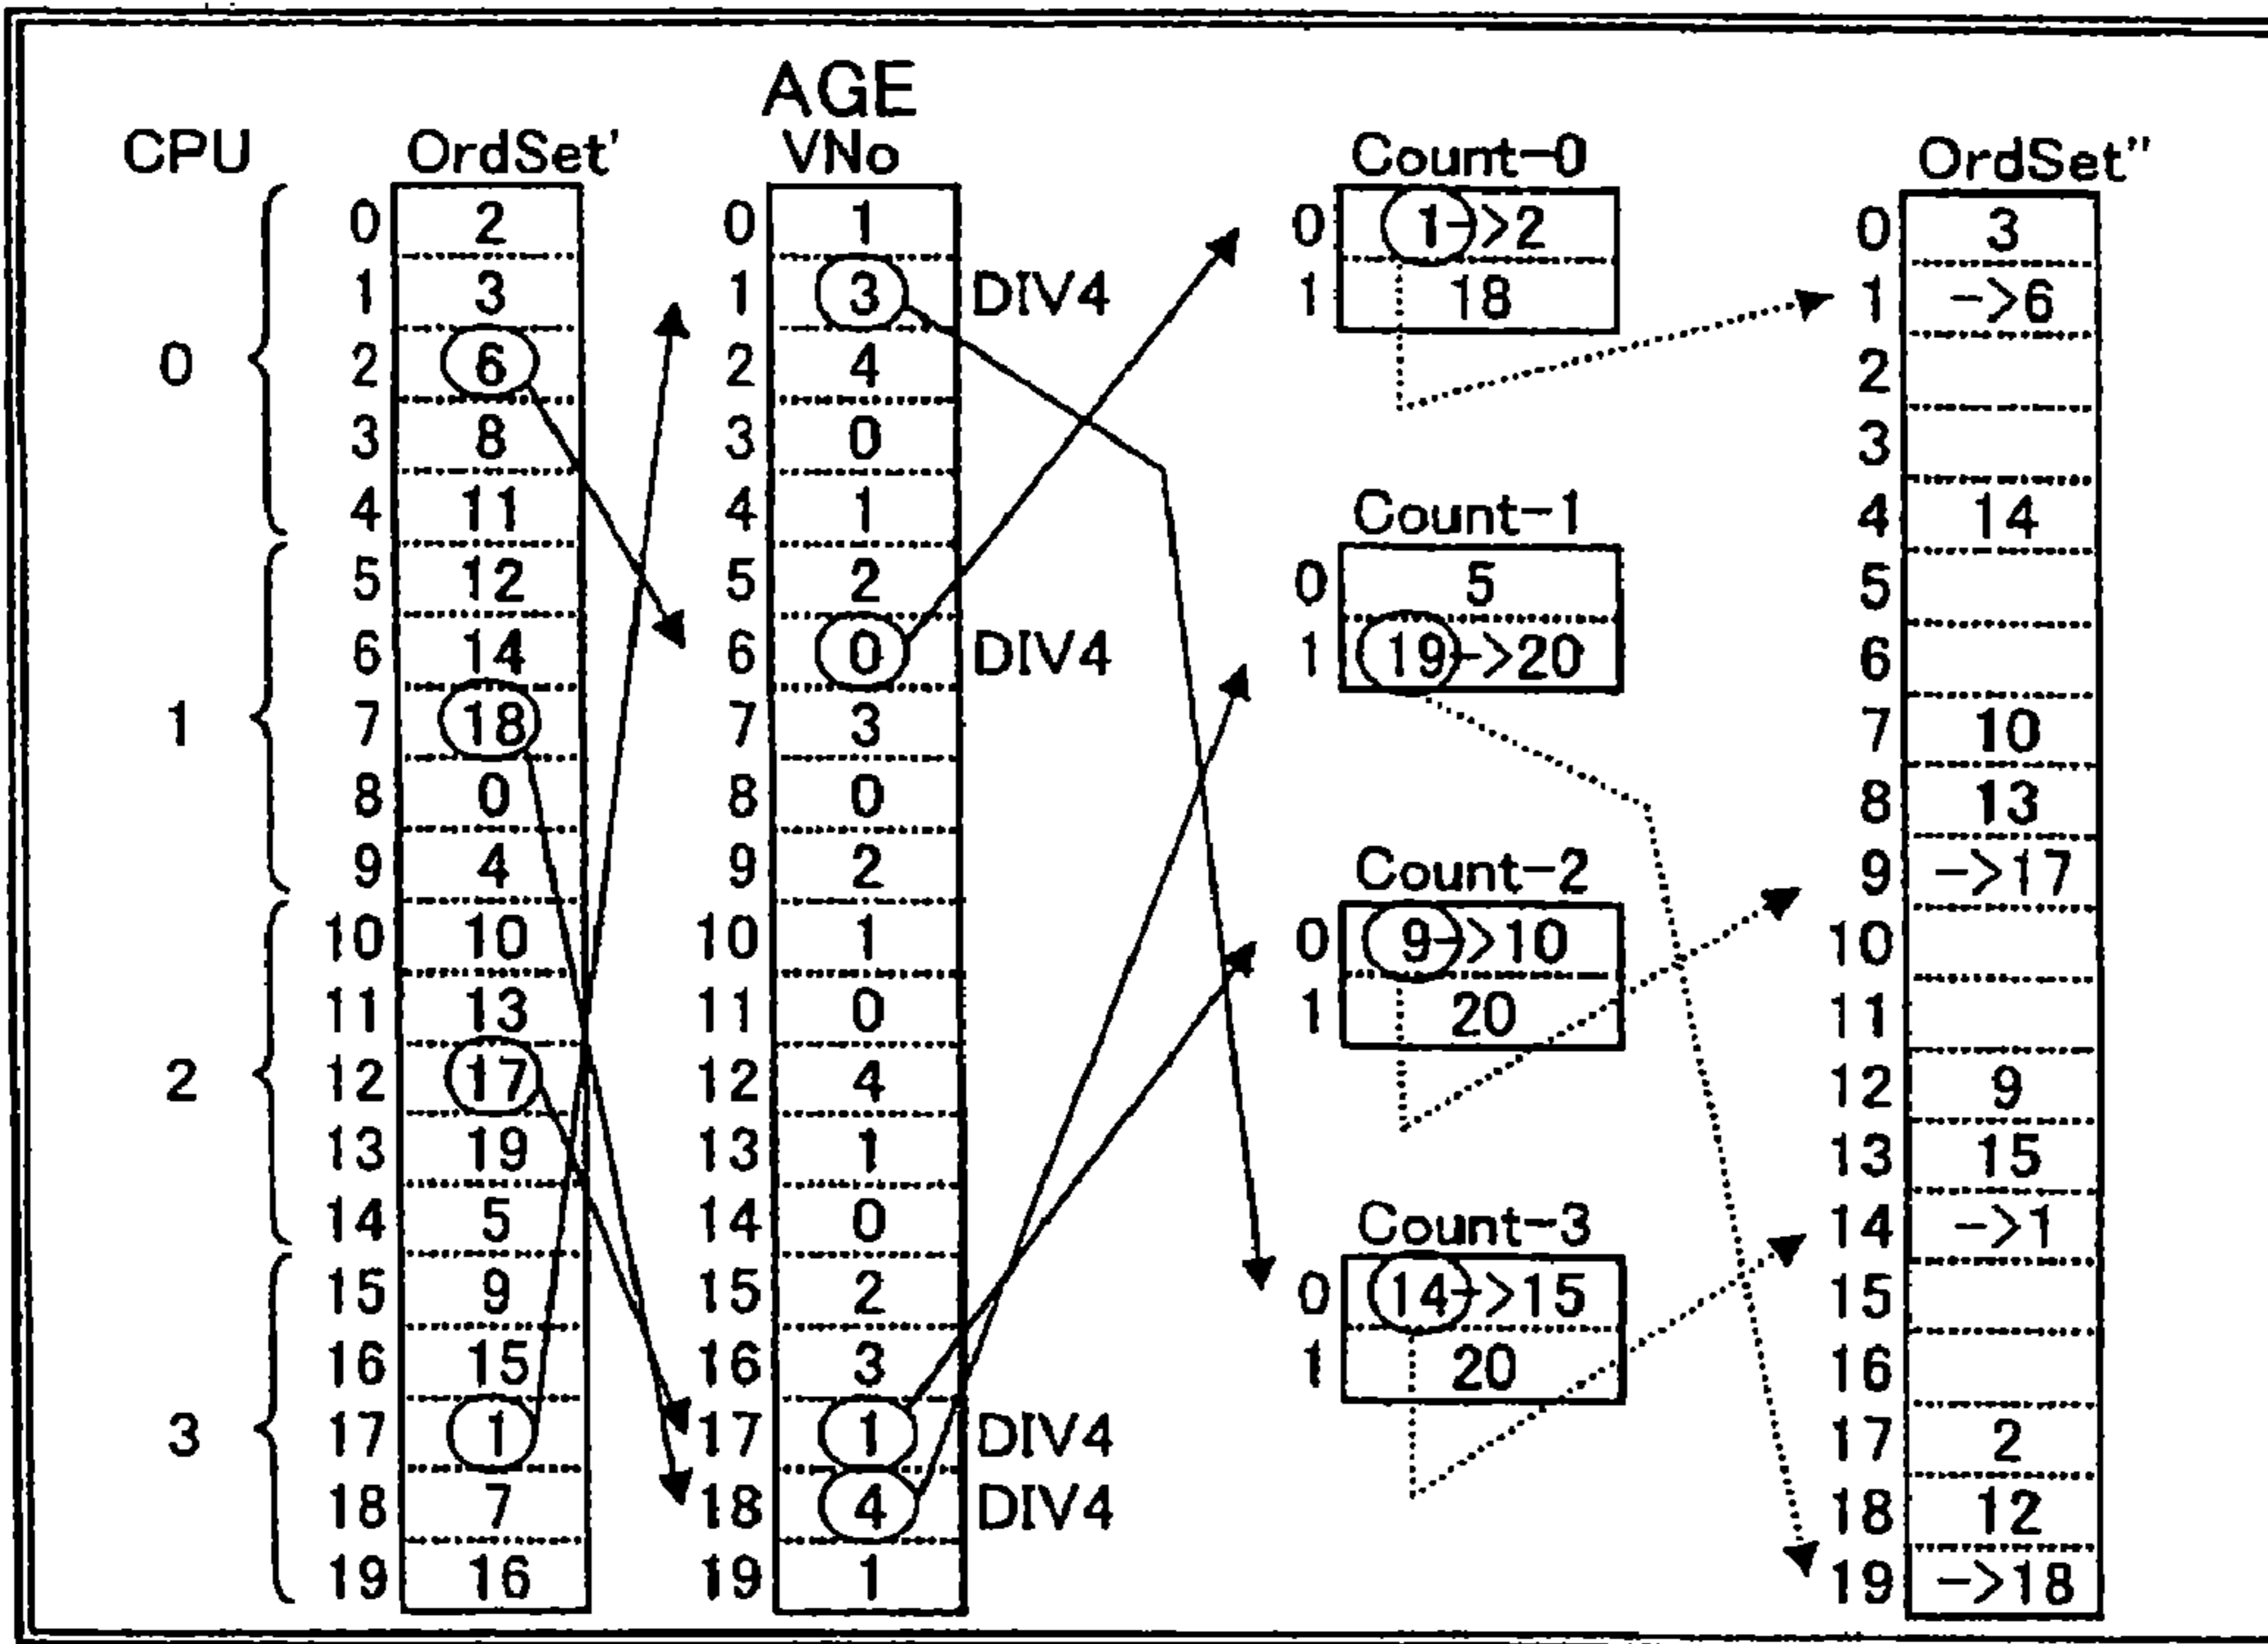 AGE
CPU OrdSet' VNo Count-0 OrdSet"
0 2 0 1 0 1->2 0 3
1 3 1 3 DIV4 1 18 1 ->6
0 2 6 2 4 2
3 8 3 0 3
4 11 4 1 Count-1 4 14
5 12 5 2 0 5 5
6 14 6 0 DIV4 1 19->20 6
1 7 18 7 3 7 10
8 0 8 0 8 13
9 4 9 2 Count-2 9 ->17
10 10 10 1 0 9->10 10
11 13 11 0 1 20 11
2 12 17 12 4 12 9
13 19 13 1 13 15
14 5 14 0 Count-3 14 ->1
15 9 15 2 0 14->15 15
16 15 16 3 1 20 16
3 17 1 17 1 DIV4 17 2
18 7 18 4 DIV4 18 12
19 16 19 1 19 ->18